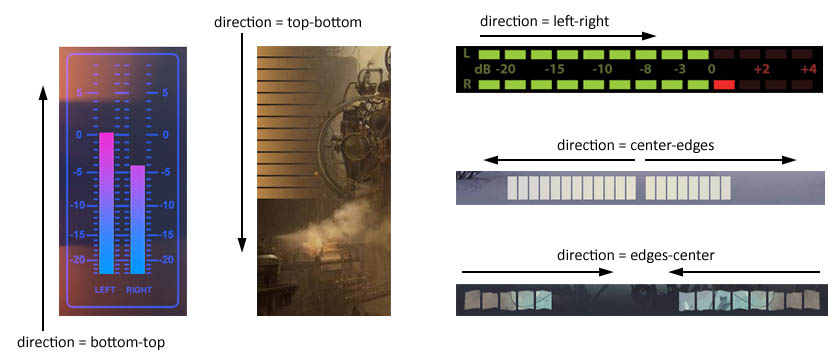 direction = top-bottom
direction = left-right
L
dB -20 -15 -10 -8 -3 0 +2 +4
R
direction = center-edges
direction = edges-center
5 5
0 0
-5 -5
-10 -10
-15 -15
-20 -20
LEFT RIGHT
direction = bottom-top